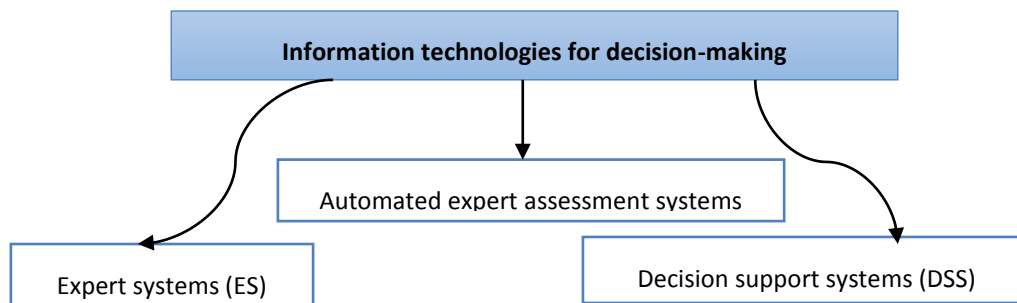 Information technologies for decision-making
Automated expert assessment systems
Expert systems (ES)
Decision support systems (DSS)